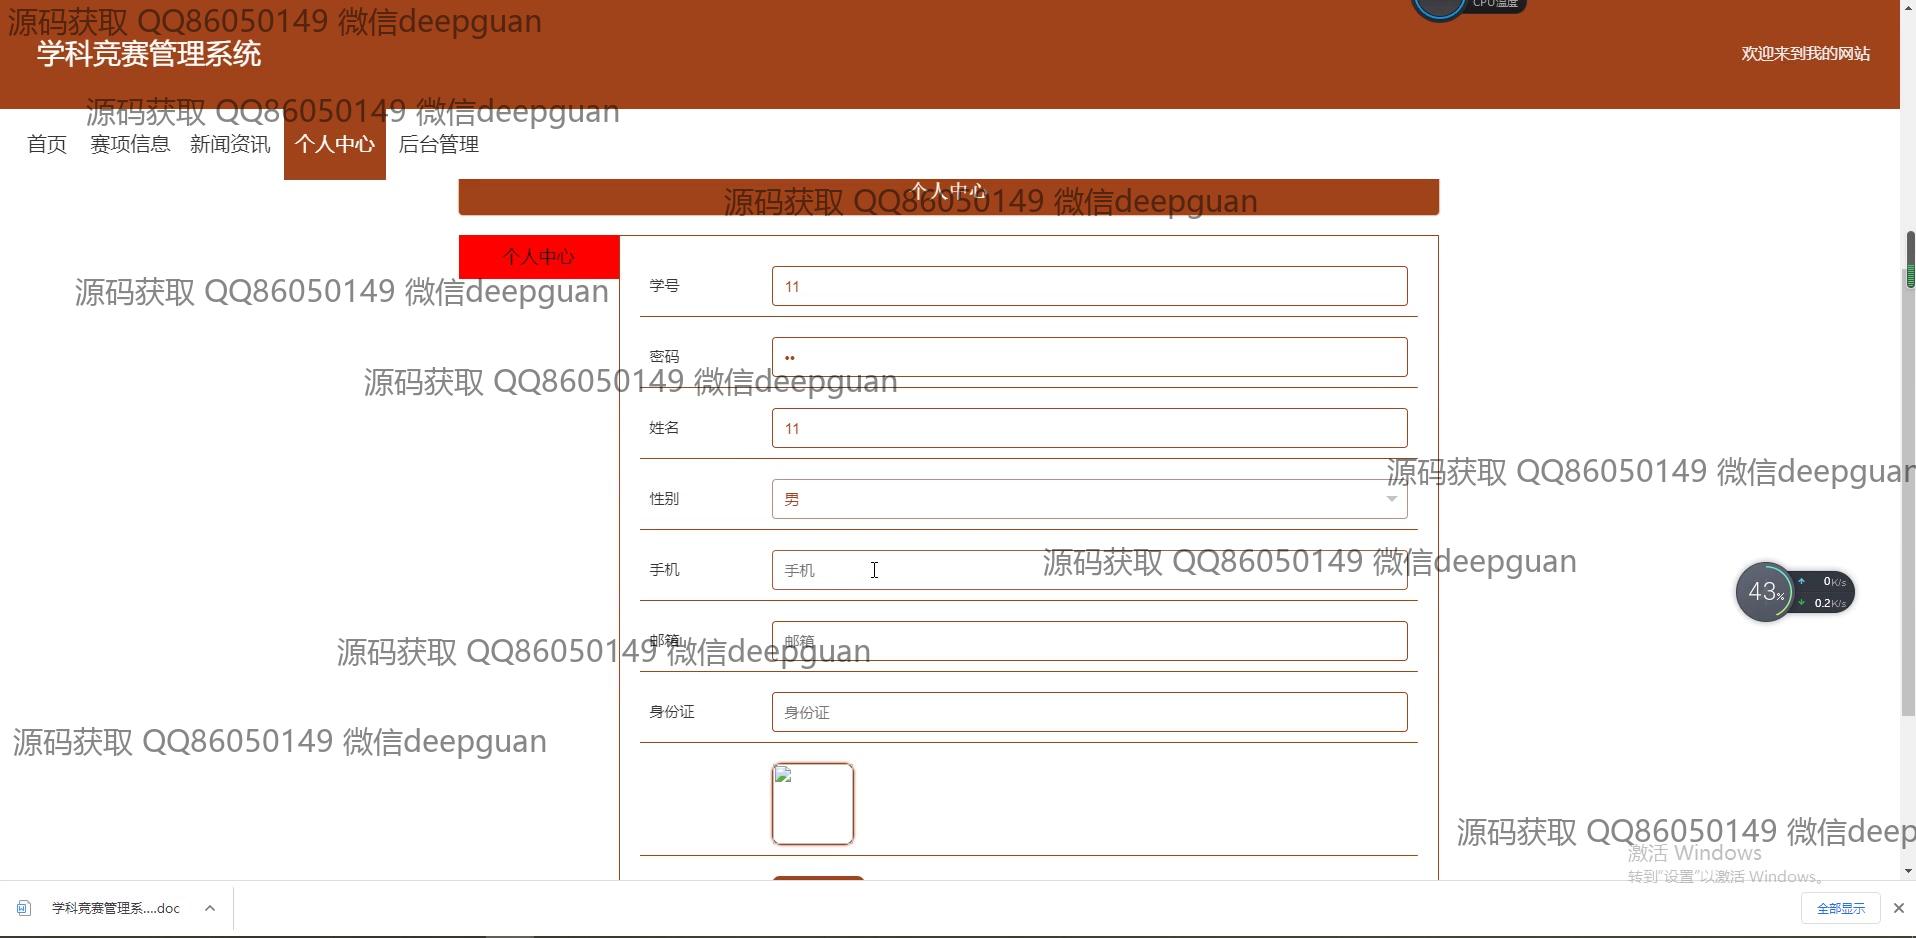 源码获取 QQ86050149 微信deepguan
CPU温度
学科竞赛管理系统
欢迎来到我的网站
源码获取 QQ86050149 微信deepguan
首页 赛项信息 新闻资讯 个人中心 后台管理
个人中心
源码获取 QQ86050149 微信deepguan
个人中心
源码获取 QQ86050149 微信deepguan
学号 11
密码 ••
源码获取 QQ86050149 微信deepguan
姓名 11
源码获取 QQ86050149 微信deepguan
性别 男
手机 手机
源码获取 QQ86050149 微信deepguan
43% 0K/s
0.2K/s
邮箱 邮箱
源码获取 QQ86050149 微信deepguan
身份证 身份证
源码获取 QQ86050149 微信deepguan
源码获取 QQ86050149 微信deep
激活 Windows
转到"设置"以激活 Windows。
学科竞赛管理系....doc
全部显示